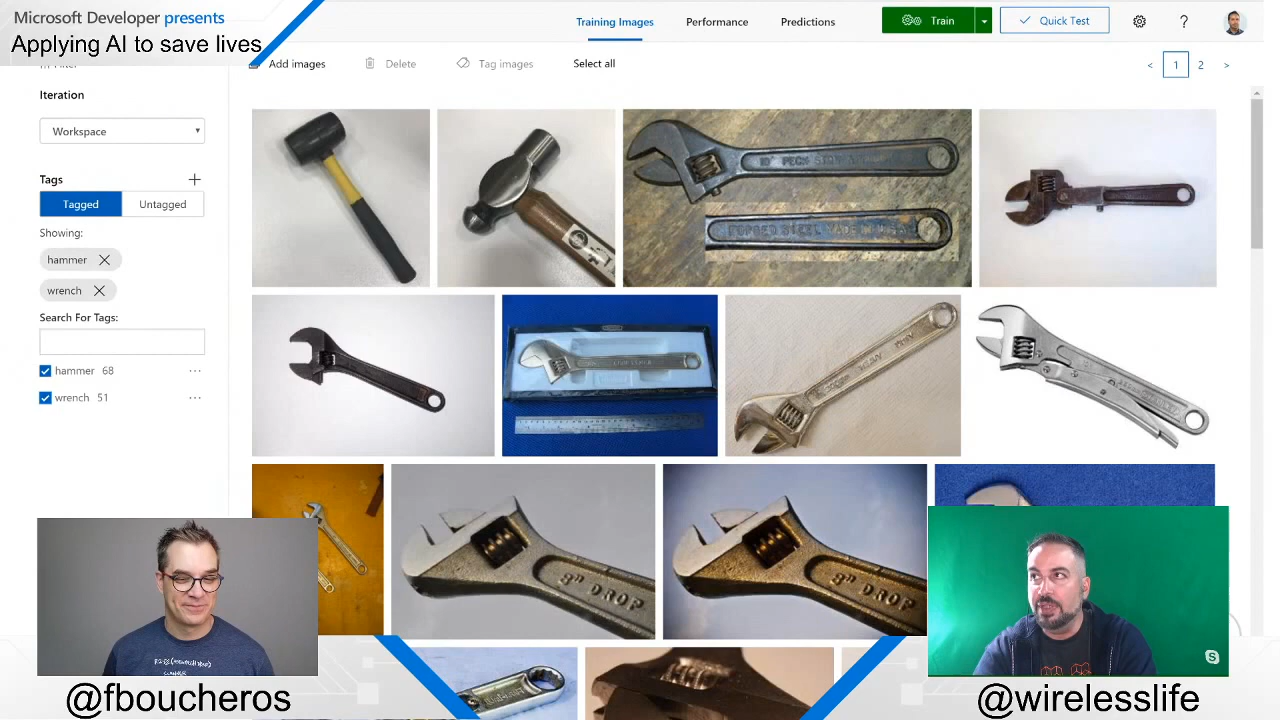 Microsoft Developer presents
Applying AI to save lives
Training Images
Performance
Predictions
Train
Quick Test
?
Add images
Delete
Tag images
Select all
< 1 2 >
Iteration
Workspace
Tags
+
Tagged
Untagged
Showing:
hammer
wrench
Search For Tags:
hammer 68
wrench 51
8" DROP
8" DROP
@fboucheros
@wirelesslife